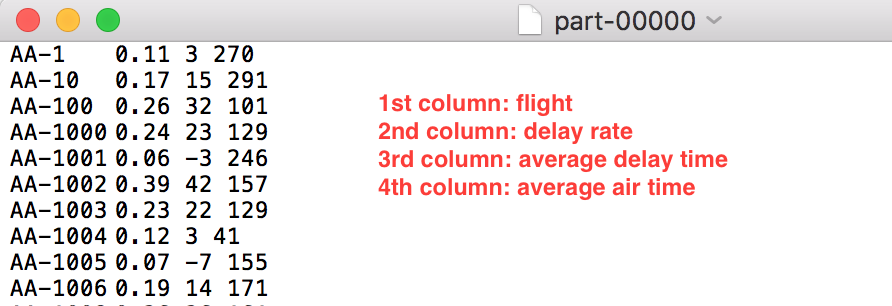 part-00000
AA-1 0.11 3 270
AA-10 0.17 15 291
AA-100 0.26 32 101
AA-1000 0.24 23 129
AA-1001 0.06 -3 246
AA-1002 0.39 42 157
AA-1003 0.23 22 129
AA-1004 0.12 3 41
AA-1005 0.07 -7 155
AA-1006 0.19 14 171
1st column: flight
2nd column: delay rate
3rd column: average delay time
4th column: average air time